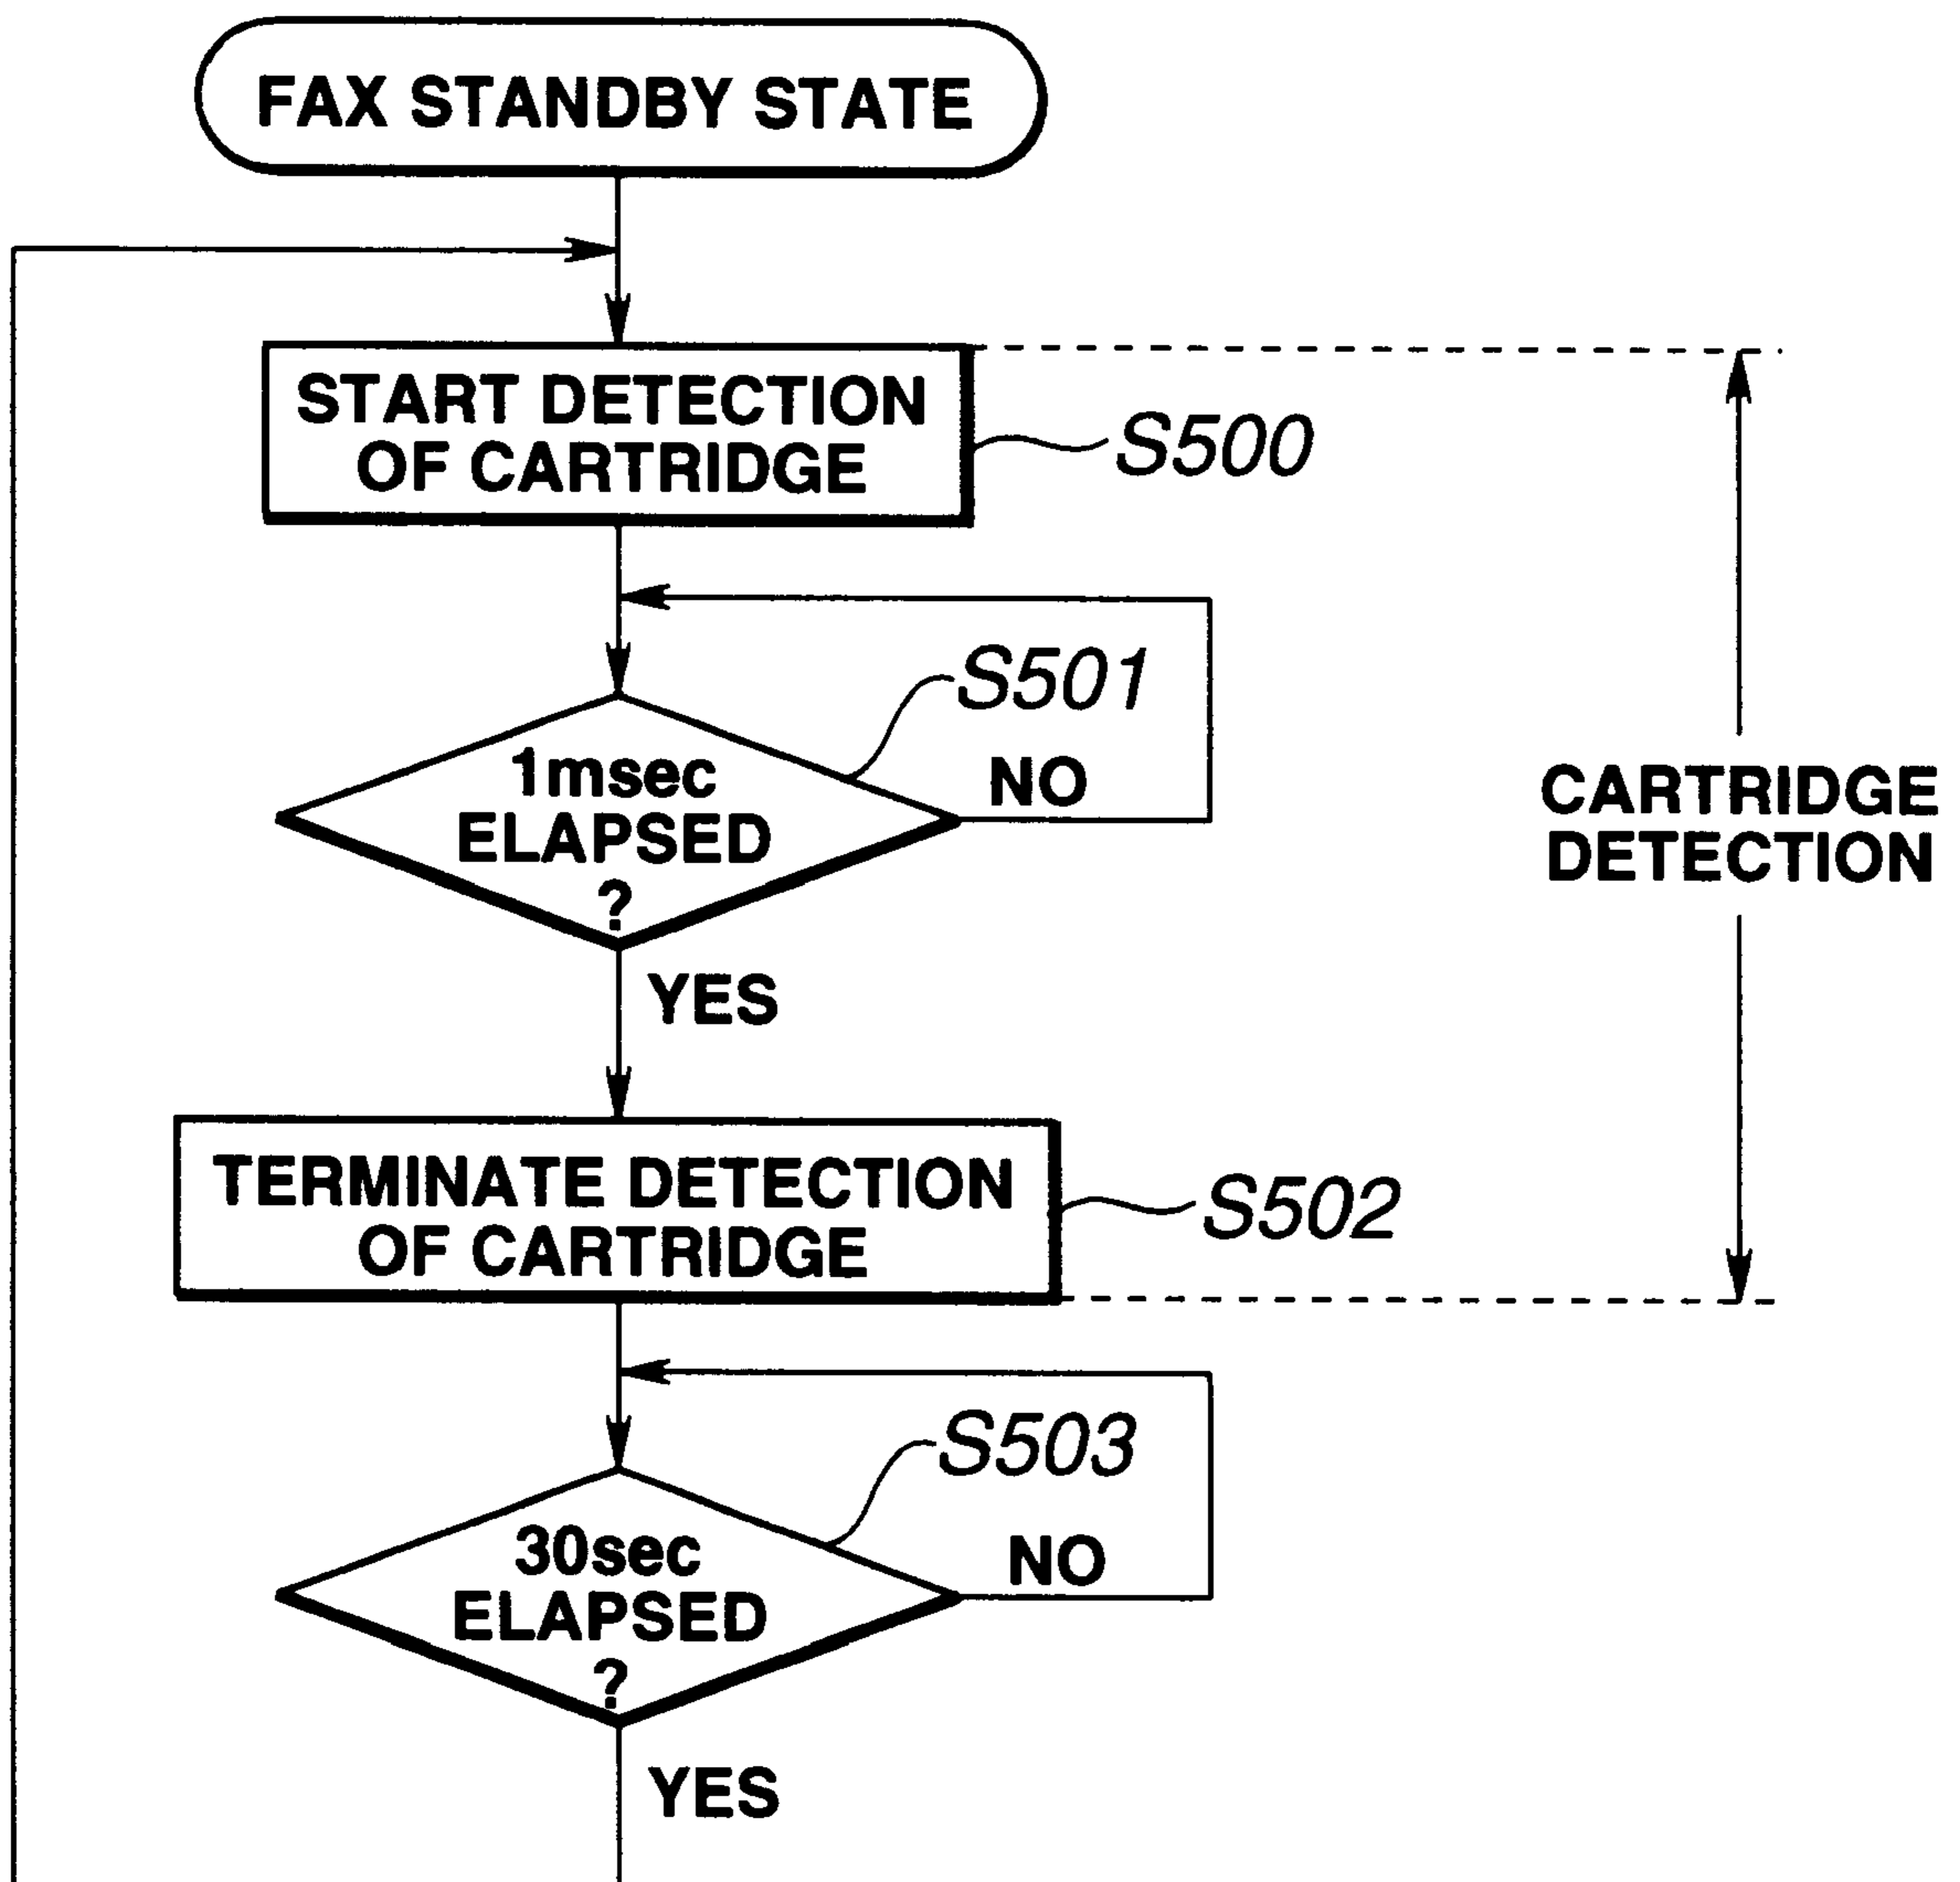 FAX STANDBY STATE
START DETECTION
OF CARTRIDGE
S500
S501
1msec
ELAPSED
?
NO
CARTRIDGE
DETECTION
YES
TERMINATE DETECTION
OF CARTRIDGE
S502
S503
30sec
ELAPSED
?
NO
YES